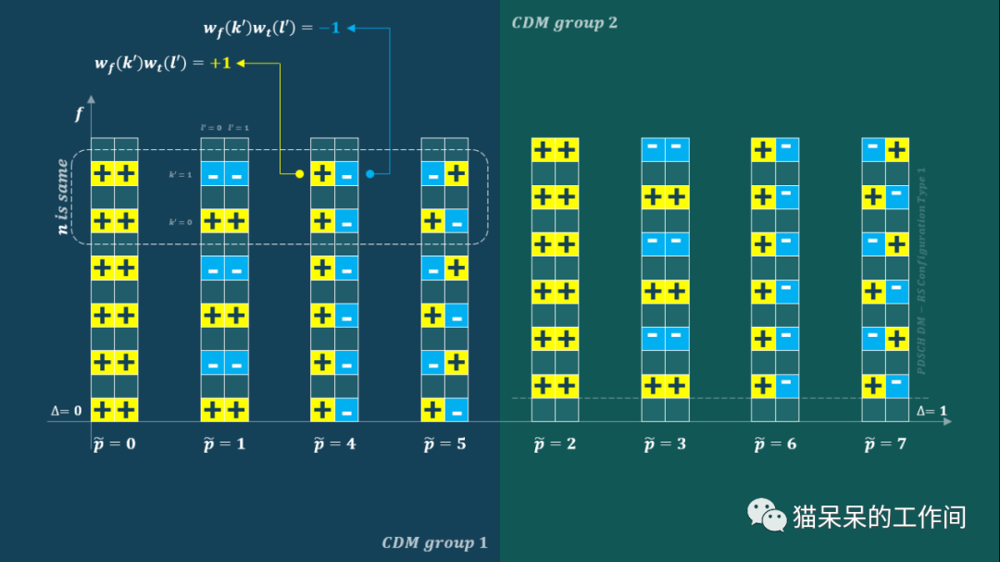 w_f(k′)w_t(l′) = −1
CDM group 2
w_f(k′)w_t(l′) = +1
f
l′ = 0 l′ = 1
n is same
k′ = 1
+ + - - + - - +
k′ = 0
+ + + + + - + -
+ + - - + - - +
+ + + + + - + -
+ + - - + - - +
+ + + + + - + -
+ + - - + - - +
+ + + + + - + -
+ + - - + - - +
+ + + + + - + -
+ + - - + - - +
+ + + + + - + -
PDSCH DM − RS Configuration Type 1
Δ= 0
Δ= 1
p̃ = 0 p̃ = 1 p̃ = 4 p̃ = 5 p̃ = 2 p̃ = 3 p̃ = 6 p̃ = 7
猫呆呆的工作间
CDM group 1